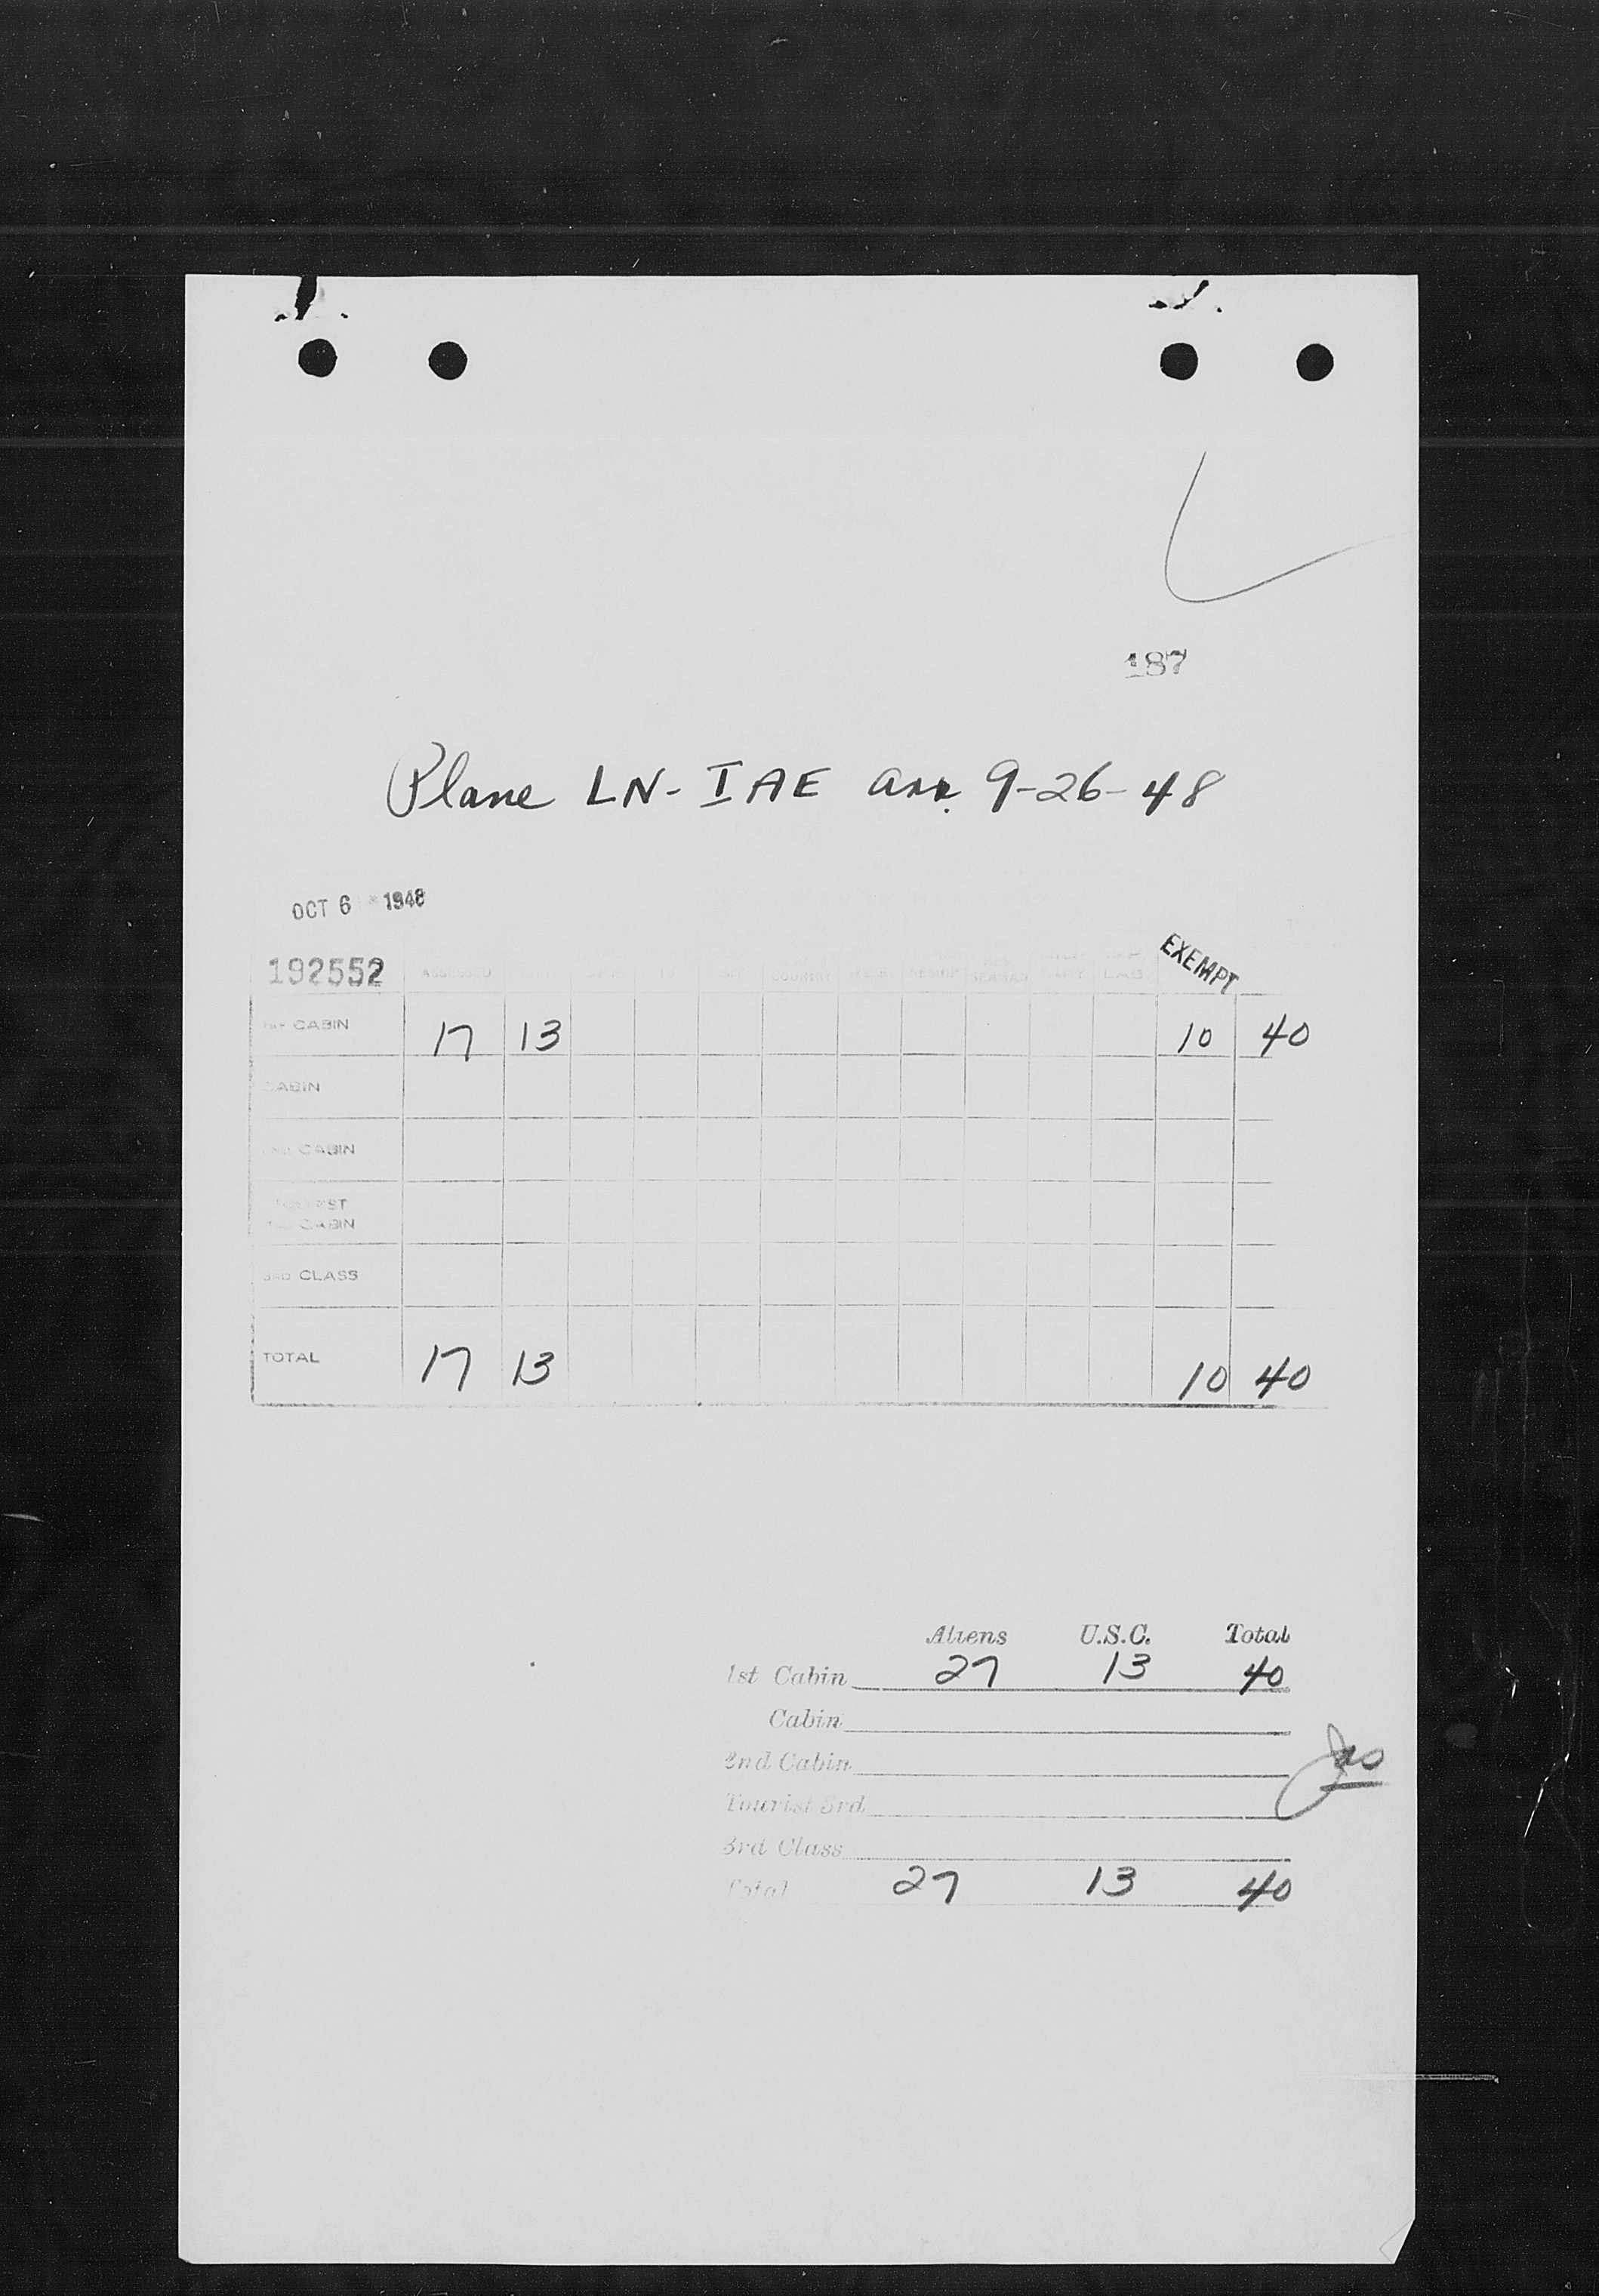 187
Plane LN-IAE arr. 9-26-48
OCT 6 1948
192552 EXEMPT
CABIN 17 13 10 40
CABIN
CABIN
TOURIST
CABIN
3RD CLASS
TOTAL 17 13 10 40
Aliens U.S.C. Total
1st Cabin 27 13 40
Cabin
2nd Cabin
Tourist 3rd
3rd Class
Total 27 13 40